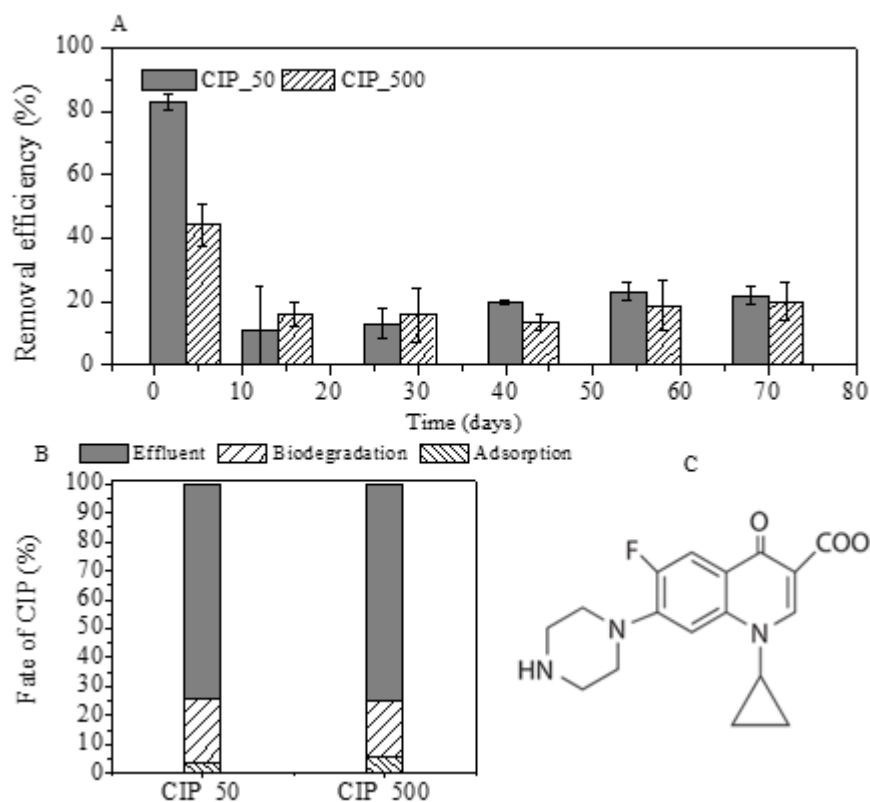 A
Removal efficiency (%)
100
80
60
40
20
0
CIP_50 CIP_500
0 10 20 30 40 50 60 70 80
Time (days)
B
Effluent Biodegradation Adsorption
Fate of CIP (%)
100
90
80
70
60
50
40
30
20
10
0
CIP_50 CIP_500
C
O
F COO
N N
HN